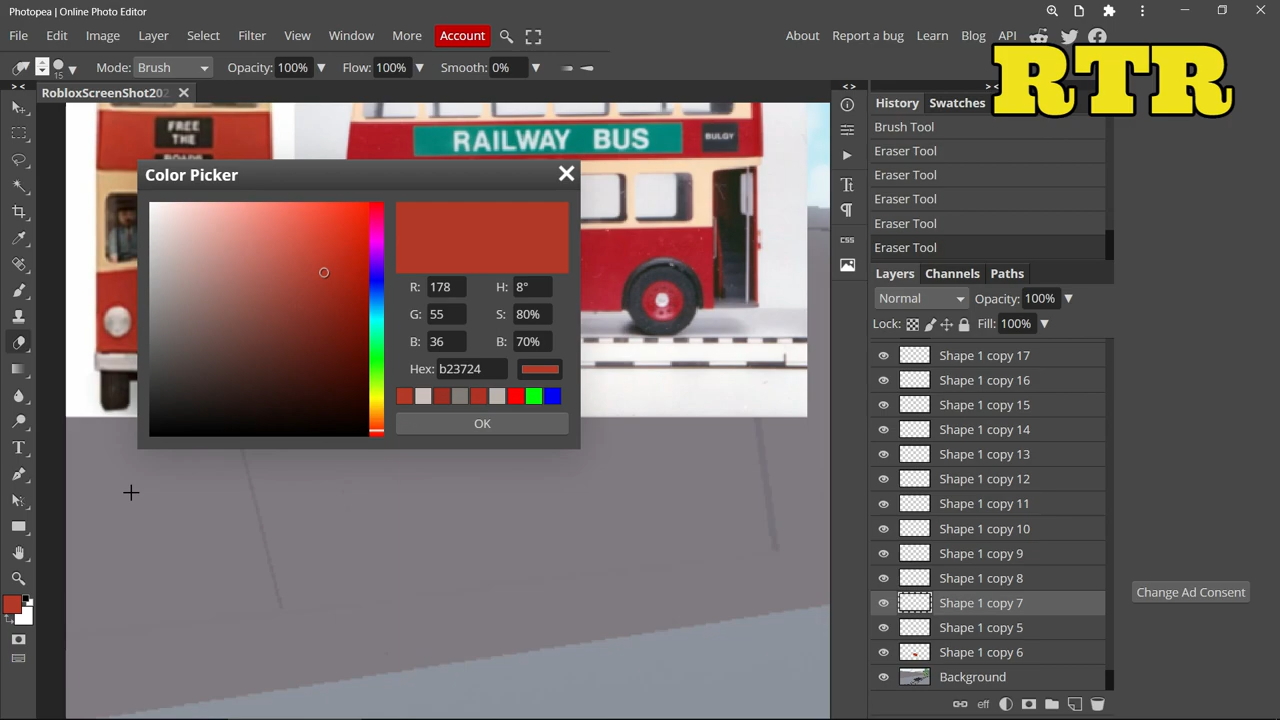 Photopea | Online Photo Editor
File Edit Image Layer Select Filter View Window More Account About Report a bug Learn Blog API
RTR
15 Mode: Brush Opacity: 100% Flow: 100% Smooth: 0%
RobloxScreenShot202
FREE
THE
RAILWAY BUS
BULGY
Color Picker
R: 178 H: 8°
G: 55 S: 80%
B: 36 B: 70%
Hex: b23724
OK
History Swatches
Brush Tool
Eraser Tool
Eraser Tool
Eraser Tool
Eraser Tool
Eraser Tool
CSS
Layers Channels Paths
Normal Opacity: 100%
Lock: Fill: 100%
Shape 1 copy 17
Shape 1 copy 16
Shape 1 copy 15
Shape 1 copy 14
Shape 1 copy 13
Shape 1 copy 12
Shape 1 copy 11
Shape 1 copy 10
Shape 1 copy 9
Shape 1 copy 8
Shape 1 copy 7
Shape 1 copy 5
Shape 1 copy 6
Background
eff
Change Ad Consent